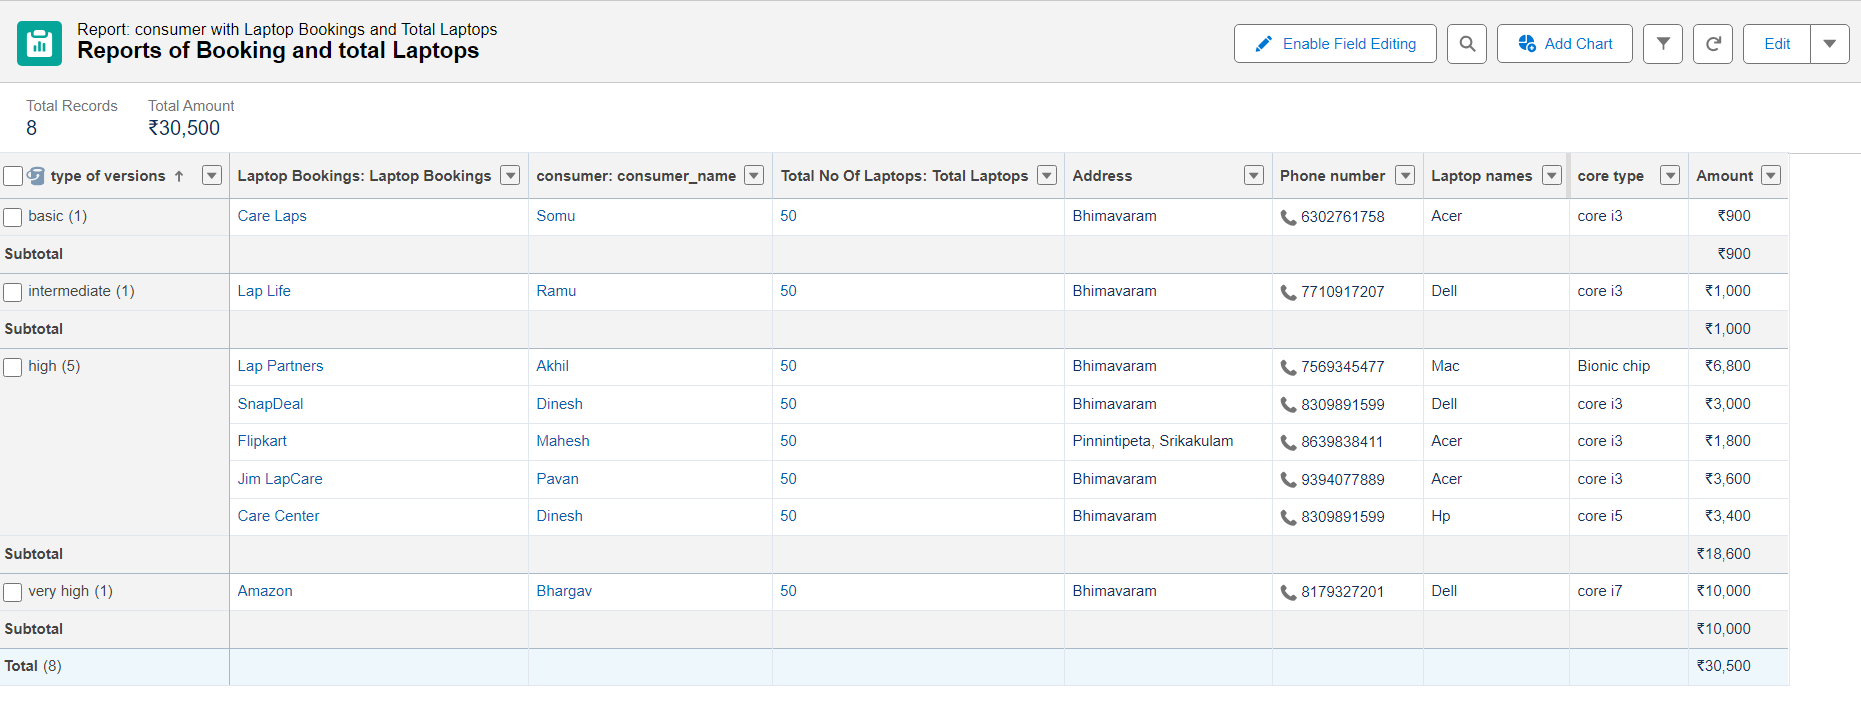 Report: consumer with Laptop Bookings and Total Laptops
Reports of Booking and total Laptops
Enable Field Editing Add Chart Edit
Total Records Total Amount
8 ₹30,500
type of versions ↑ Laptop Bookings: Laptop Bookings consumer: consumer_name Total No Of Laptops: Total Laptops Address Phone number Laptop names core type Amount
basic (1) Care Laps Somu 50 Bhimavaram 6302761758 Acer core i3 ₹900
Subtotal ₹900
intermediate (1) Lap Life Ramu 50 Bhimavaram 7710917207 Dell core i3 ₹1,000
Subtotal ₹1,000
high (5) Lap Partners Akhil 50 Bhimavaram 7569345477 Mac Bionic chip ₹6,800
SnapDeal Dinesh 50 Bhimavaram 8309891599 Dell core i3 ₹3,000
Flipkart Mahesh 50 Pinnintipeta, Srikakulam 8639838411 Acer core i3 ₹1,800
Jim LapCare Pavan 50 Bhimavaram 9394077889 Acer core i3 ₹3,600
Care Center Dinesh 50 Bhimavaram 8309891599 Hp core i5 ₹3,400
Subtotal ₹18,600
very high (1) Amazon Bhargav 50 Bhimavaram 8179327201 Dell core i7 ₹10,000
Subtotal ₹10,000
Total (8) ₹30,500